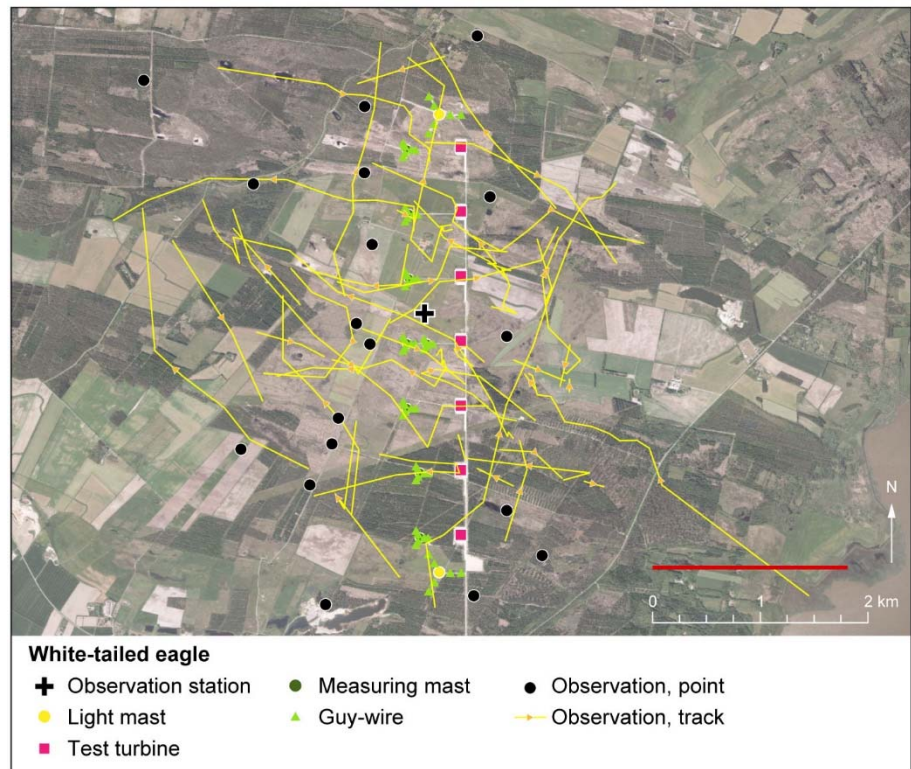 N
0 1 2 km
White-tailed eagle
Observation station
Measuring mast
Observation, point
Light mast
Guy-wire
Observation, track
Test turbine